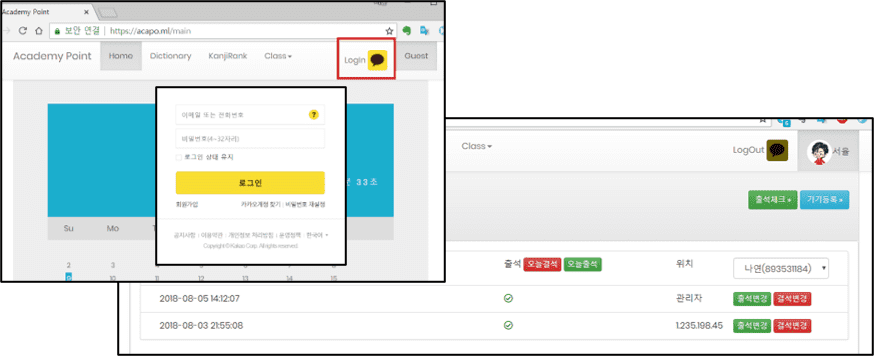 Academy Point
보안 연결 | https://acapo.ml/main
Academy Point Home Dictionary KanjiRank Class Login Guest
이메일 또는 전화번호
비밀번호(4~32자리)
로그인 상태 유지
로그인
33초
회원가입 카카오계정 찾기 | 비밀번호 재설정
공지사항 | 이용약관 | 개인정보 처리방침 | 운영정책 | 한국어
Copyright © Kakao Corp. All rights reserved.
Su Mo
2 3
9 10 11 12 13 14 15
Class LogOut 서율
출석체크 » 기기등록 »
출석 오늘결석 오늘출석 위치 나연(893531184)
2018-08-05 14:12:07 관리자 출석변경 결석변경
2018-08-03 21:55:08 1.235.198.45 출석변경 결석변경